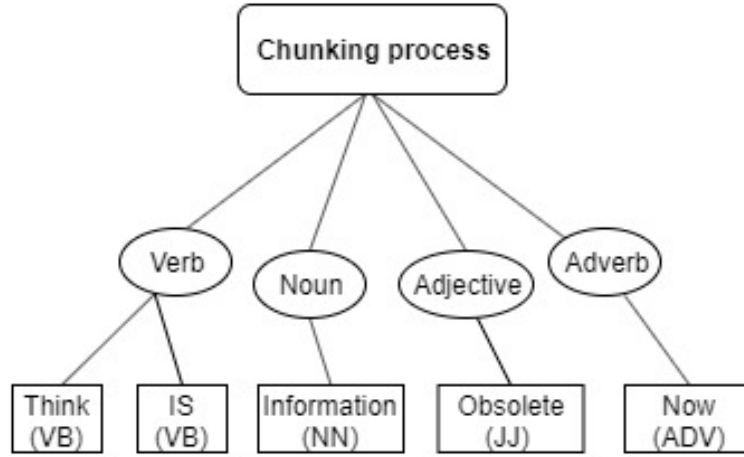 Chunking process
Verb
Noun
Adjective
Adverb
Think
(VB)
IS
(VB)
Information
(NN)
Obsolete
(JJ)
Now
(ADV)